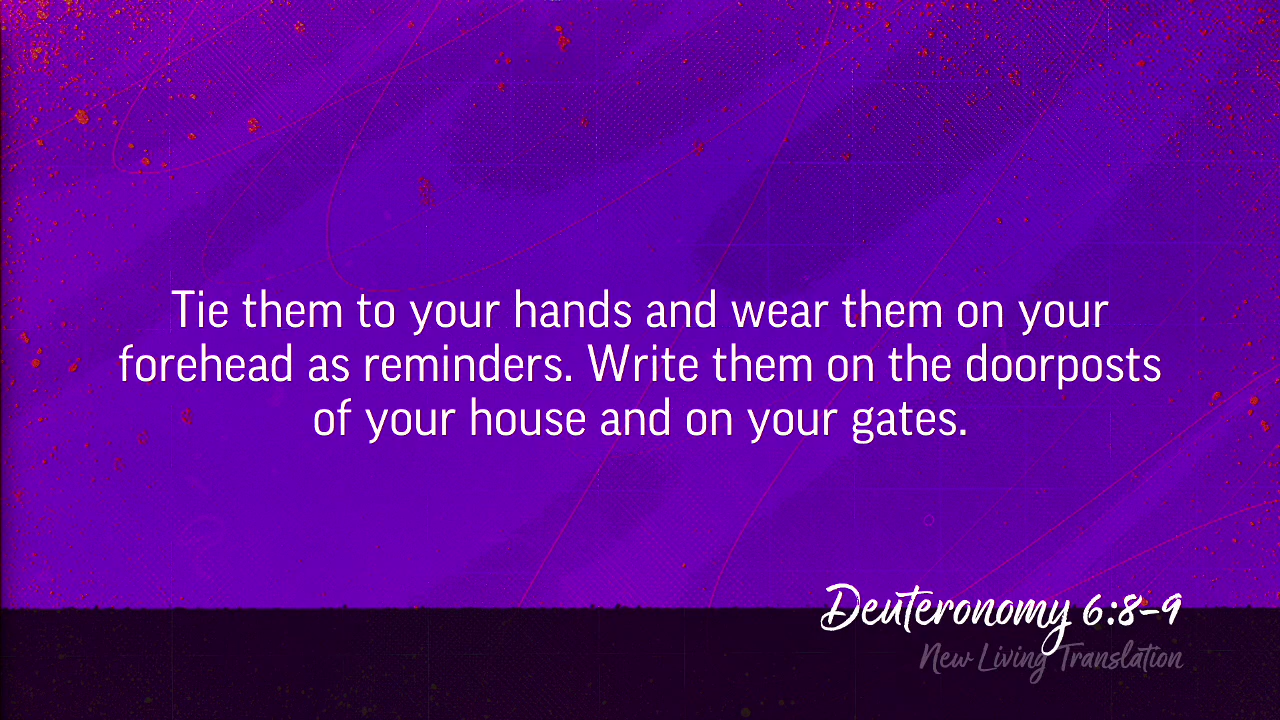 Tie them to your hands and wear them on your
forehead as reminders. Write them on the doorposts
of your house and on your gates.
Deuteronomy 6:8-9
New Living Translation